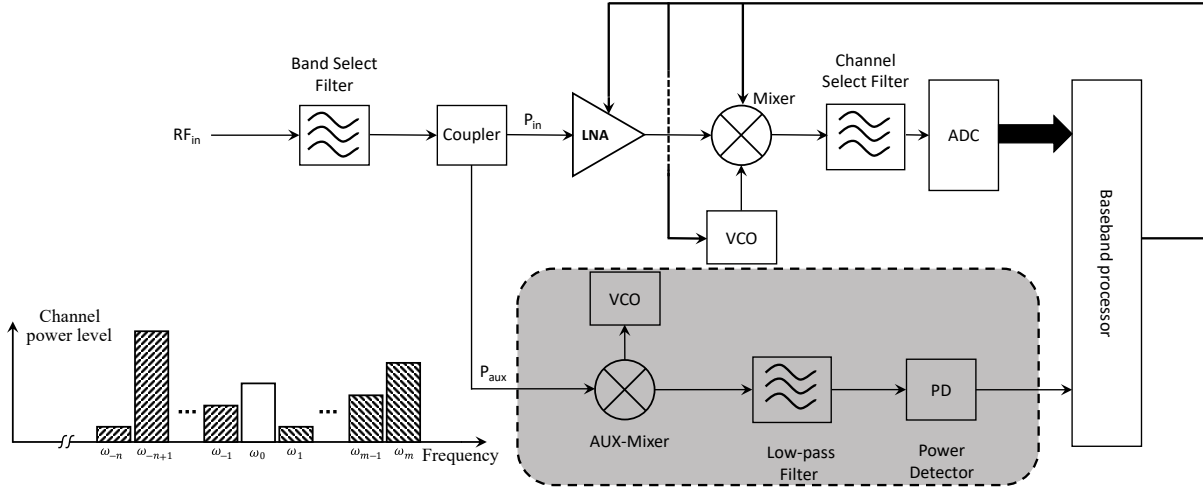 Band Select
Filter
RF_in
Coupler
P_in
LNA
Mixer
Channel
Select Filter
ADC
Baseband processor
VCO
VCO
P_aux
AUX-Mixer
Low-pass
Filter
PD
Power
Detector
Channel
power level
... ...
ω_{-n} ω_{-n+1} ω_{-1} ω_0 ω_1 ω_{m-1} ω_m Frequency